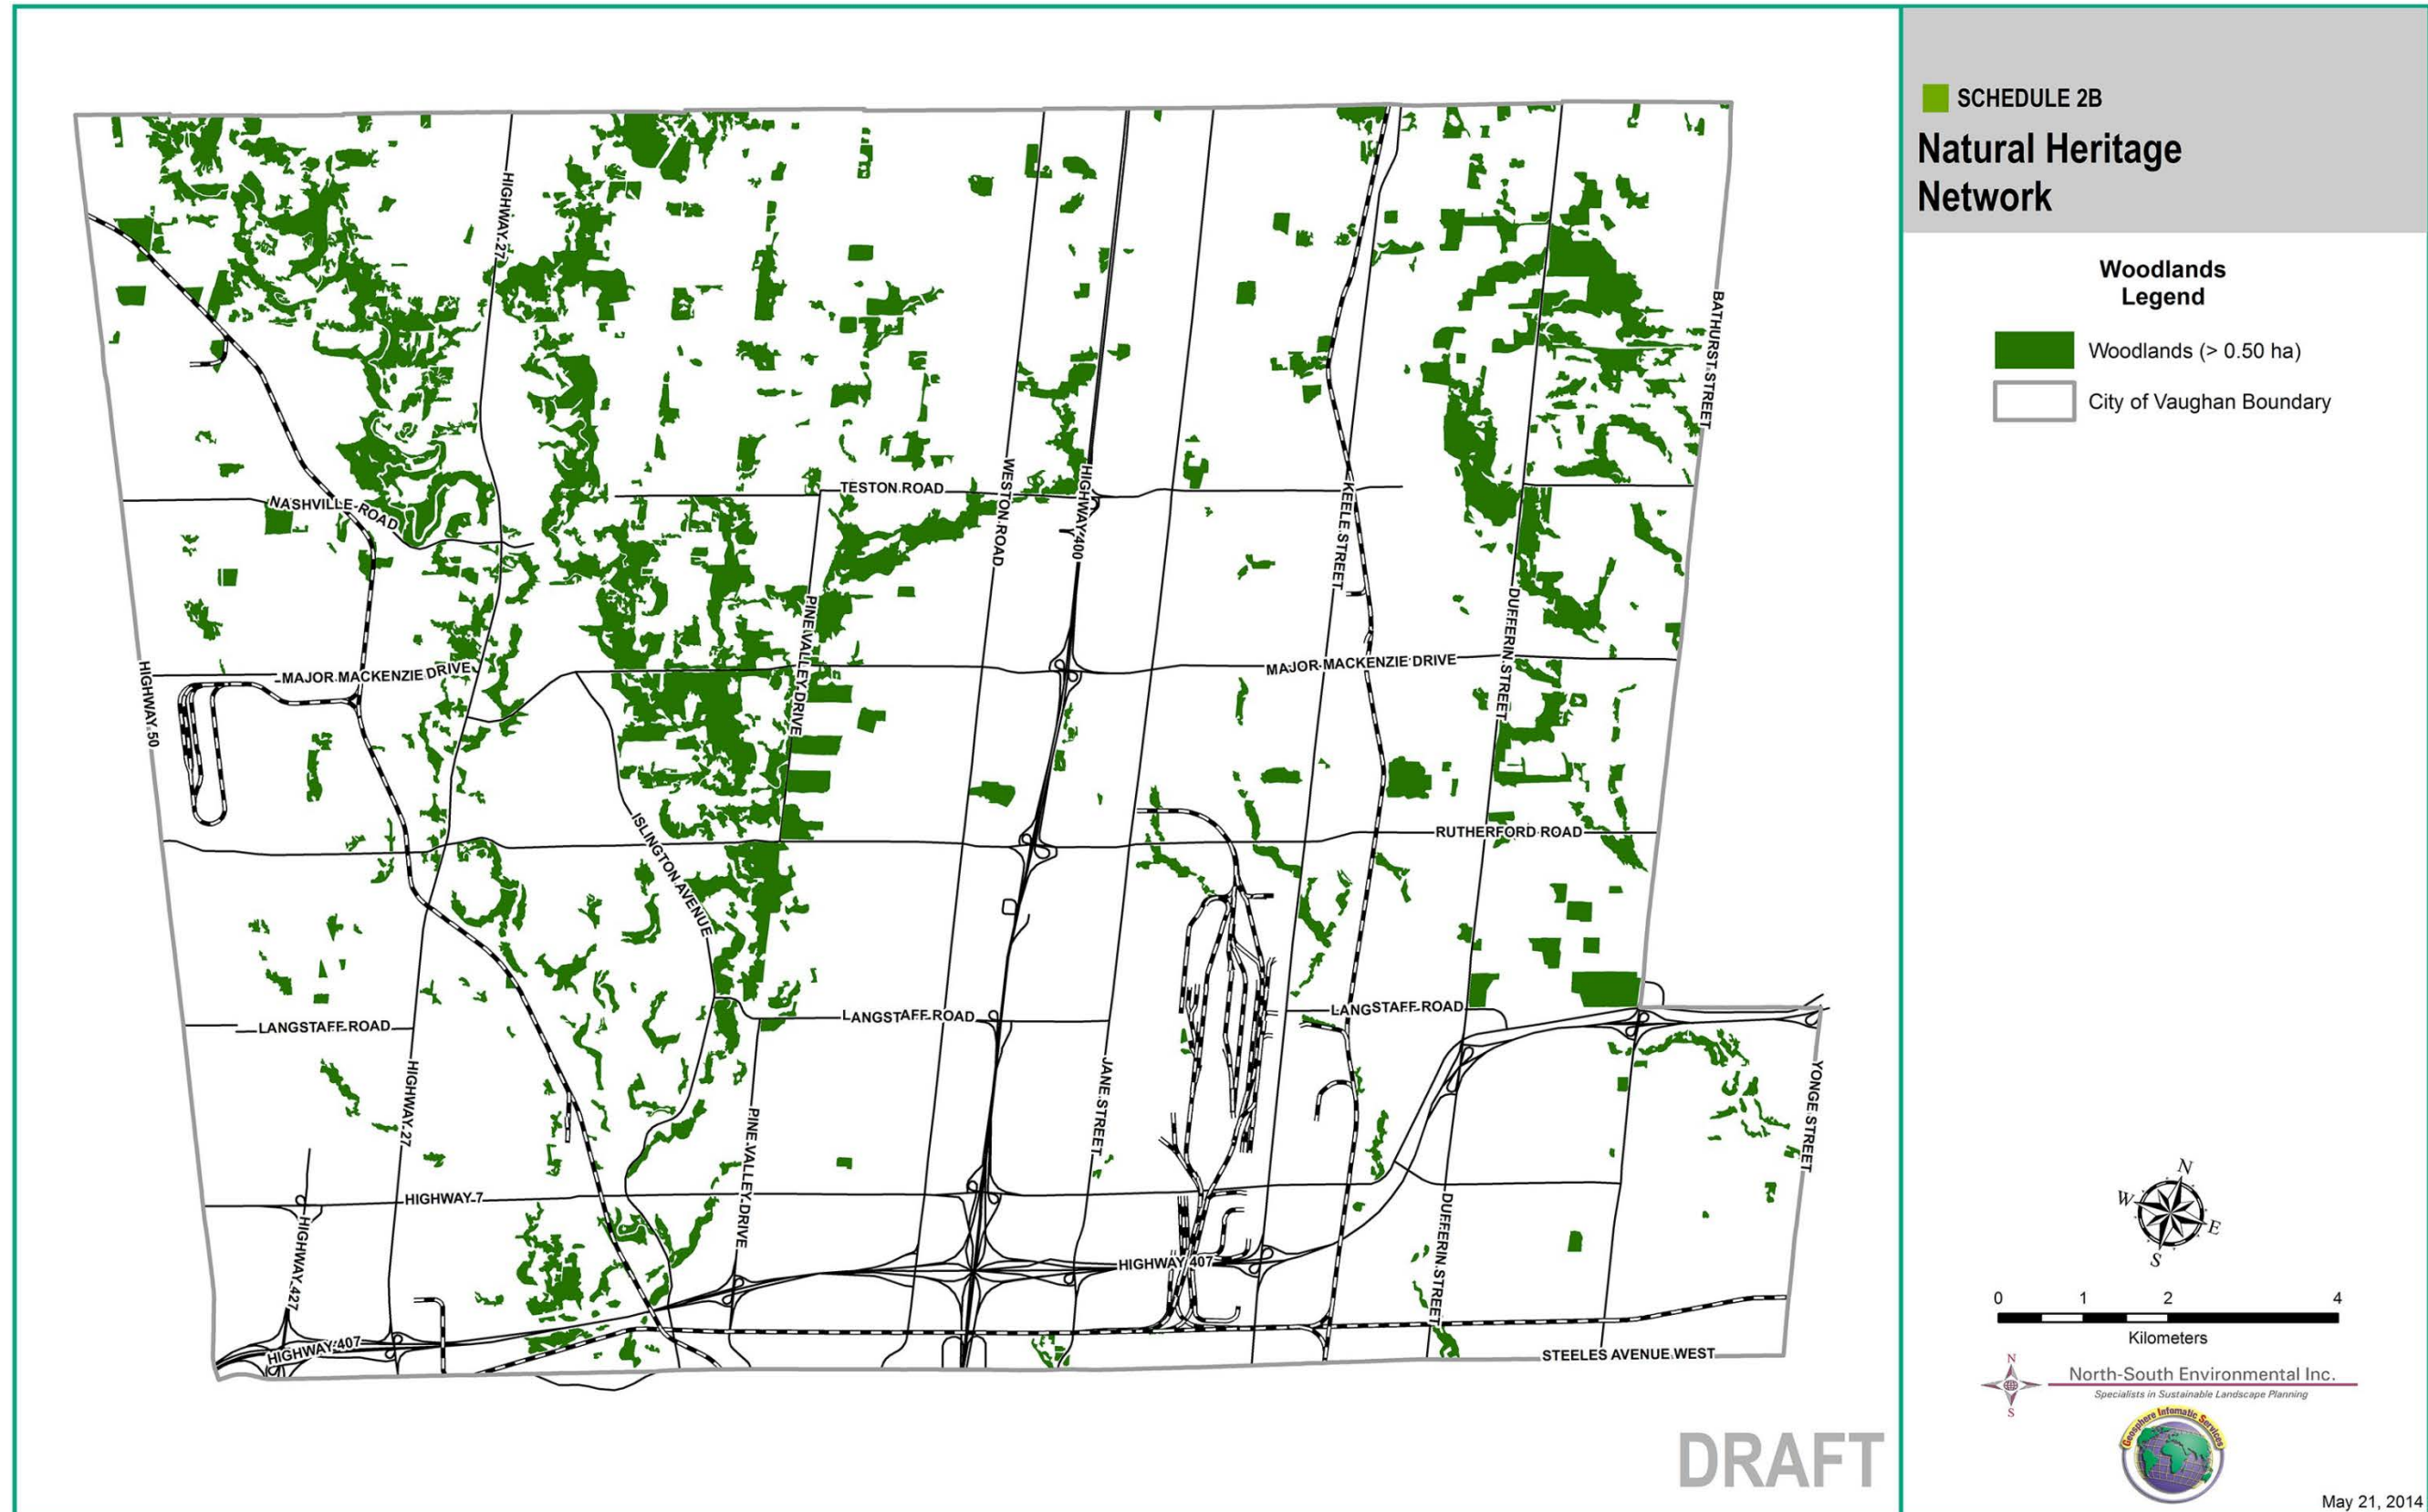 SCHEDULE 2B
Natural Heritage
Network
Woodlands
Legend
Woodlands (> 0.50 ha)
City of Vaughan Boundary
HIGHWAY 27
BATHURST STREET
NASHVILLE ROAD
TESTON ROAD
WESTON ROAD
HIGHWAY 400
KEELE STREET
DUFFERIN STREET
PINE VALLEY DRIVE
HIGHWAY 50
MAJOR MACKENZIE DRIVE
MAJOR MACKENZIE DRIVE
ISLINGTON AVENUE
RUTHERFORD ROAD
LANGSTAFF ROAD
LANGSTAFF ROAD
LANGSTAFF ROAD
HIGHWAY 27
JANE STREET
YONGE STREET
PINE VALLEY DRIVE
HIGHWAY 7
HIGHWAY 427
HIGHWAY 407
DUFFERIN STREET
HIGHWAY 407
STEELES AVENUE WEST
N
W
E
S
0 1 2 4
Kilometers
N
S
North-South Environmental Inc.
Specialists in Sustainable Landscape Planning
Geosphere Infomatic Services
DRAFT
May 21, 2014